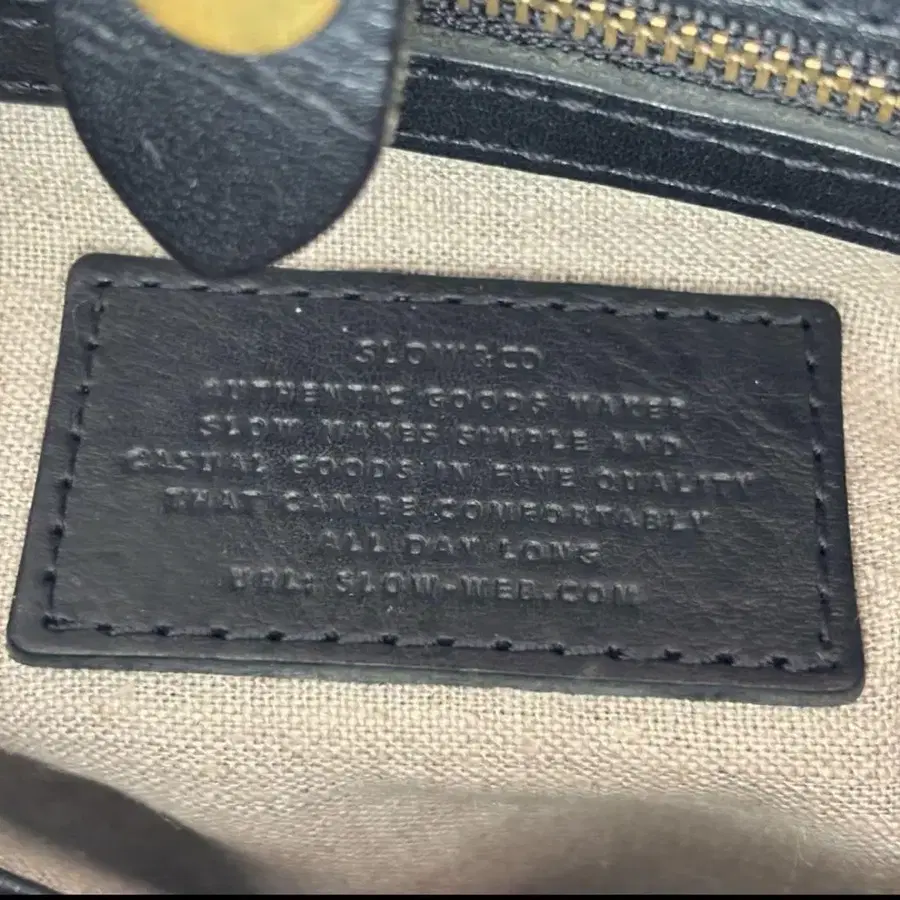 SLOW&CO
AUTHENTIC GOODS MAKER
SLOW MAKES SIMPLE AND
CASUAL GOODS IN FINE QUALITY
THAT CAN BE COMFORTABLY
ALL DAY LONG
URL: SLOW-WEB.COM